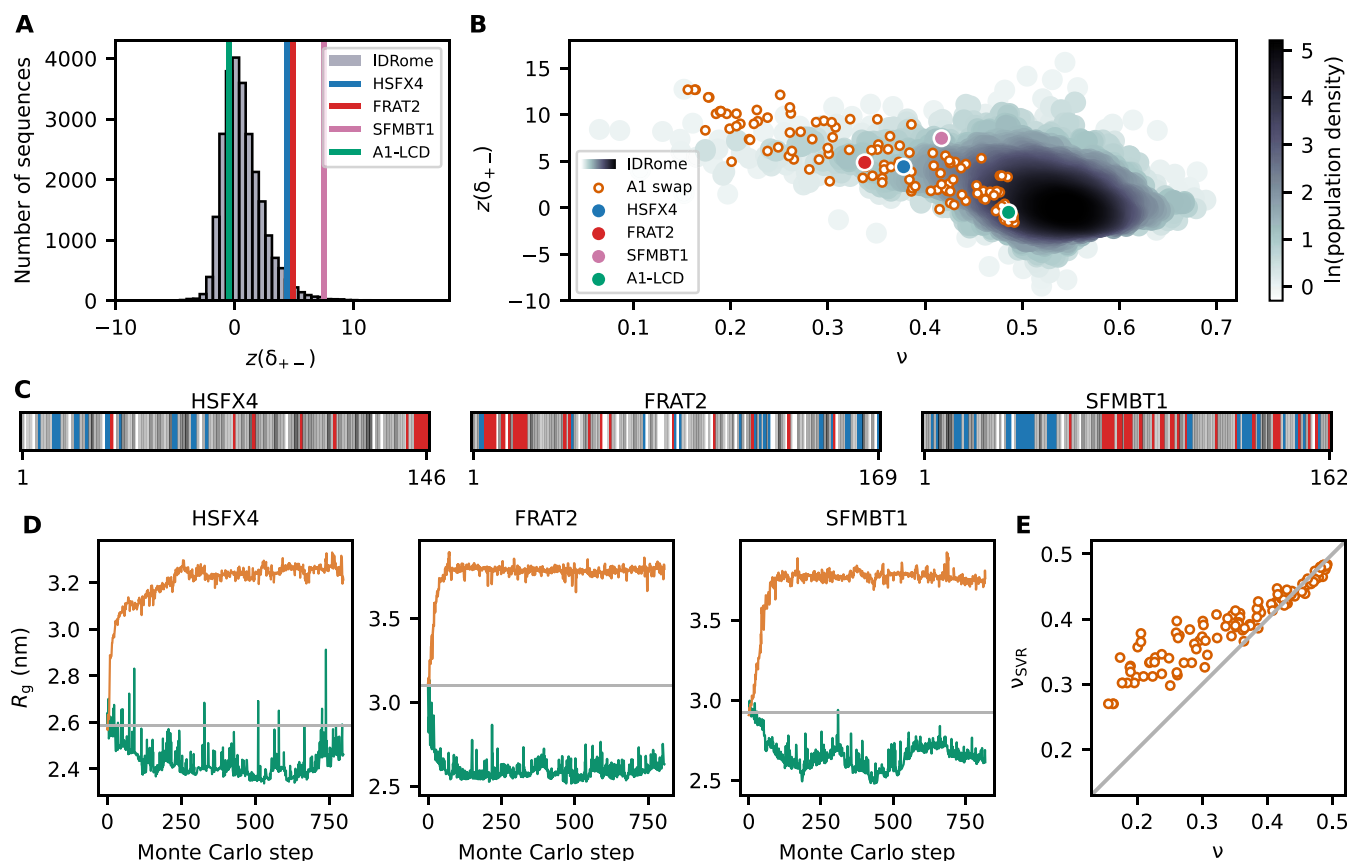 A
Number of sequences
4000
3000
2000
1000
0
−10
0
10
z(δ+−)
IDRome
HSFX4
FRAT2
SFMBT1
A1-LCD
B
z(δ+−)
15
10
5
0
−5
−10
0.1
0.2
0.3
0.4
0.5
0.6
0.7
ν
IDRome
A1 swap
HSFX4
FRAT2
SFMBT1
A1-LCD
5
4
3
2
1
0
ln(population density)
C
HSFX4
1
146
FRAT2
1
169
SFMBT1
1
162
D
HSFX4
Rg (nm)
3.2
3.0
2.8
2.6
2.4
0
250
500
750
Monte Carlo step
FRAT2
3.5
3.0
2.5
0
250
500
750
Monte Carlo step
SFMBT1
3.5
3.0
2.5
0
250
500
750
Monte Carlo step
E
νSVR
0.5
0.4
0.3
0.2
0.2
0.3
0.4
0.5
ν